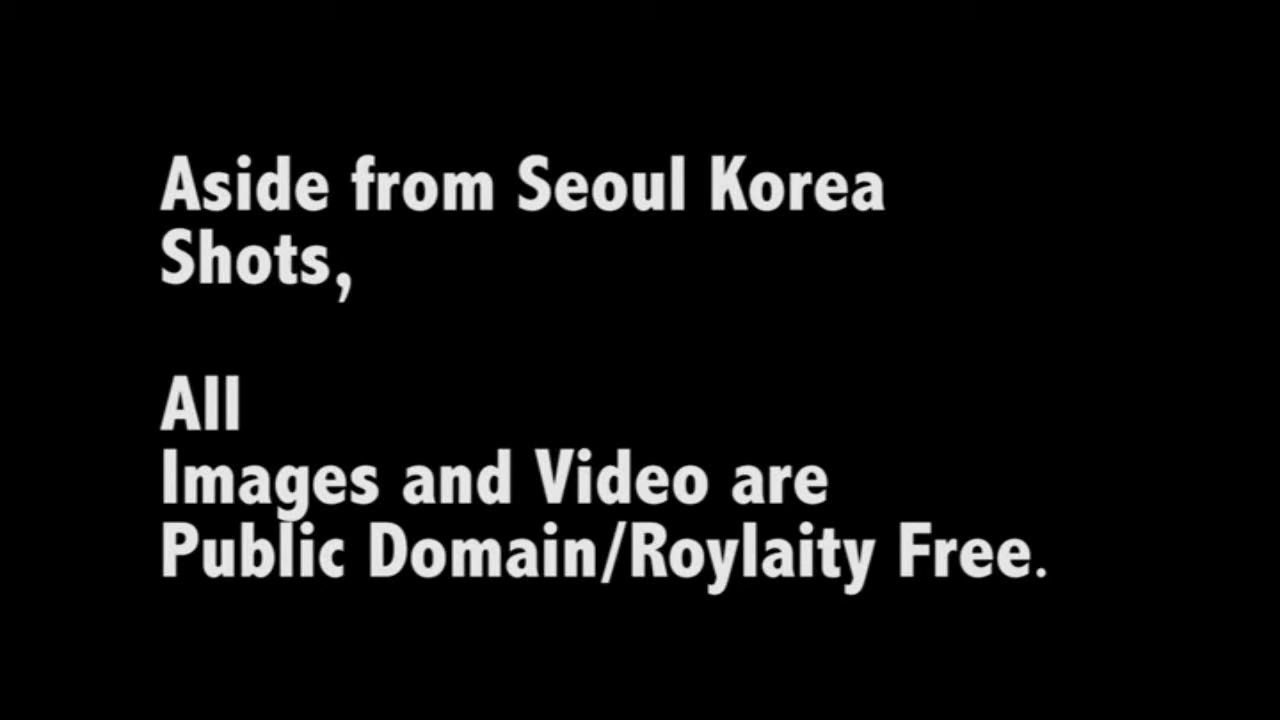 Aside from Seoul Korea
Shots,
All
Images and Video are
Public Domain/Roylaity Free.